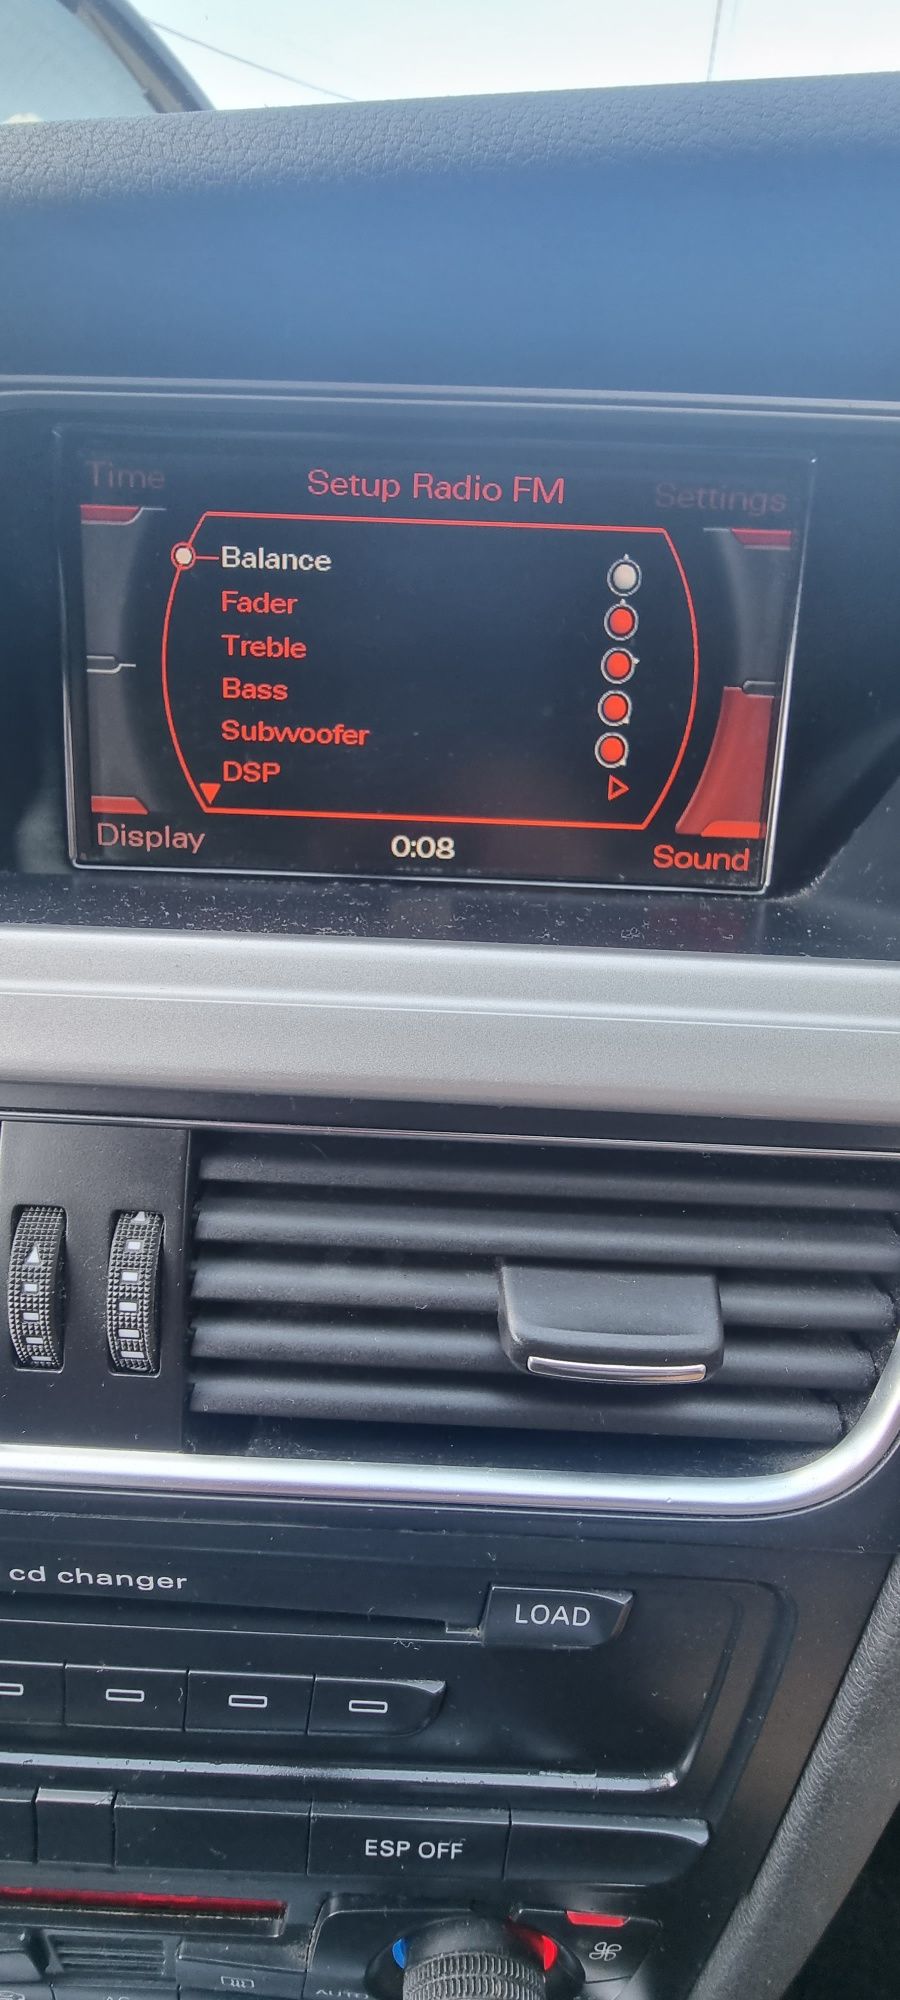 Time
Setup Radio FM
Settings
Balance
Fader
Treble
Bass
Subwoofer
DSP
Display
0:08
Sound
cd changer
LOAD
ESP OFF
AUTO